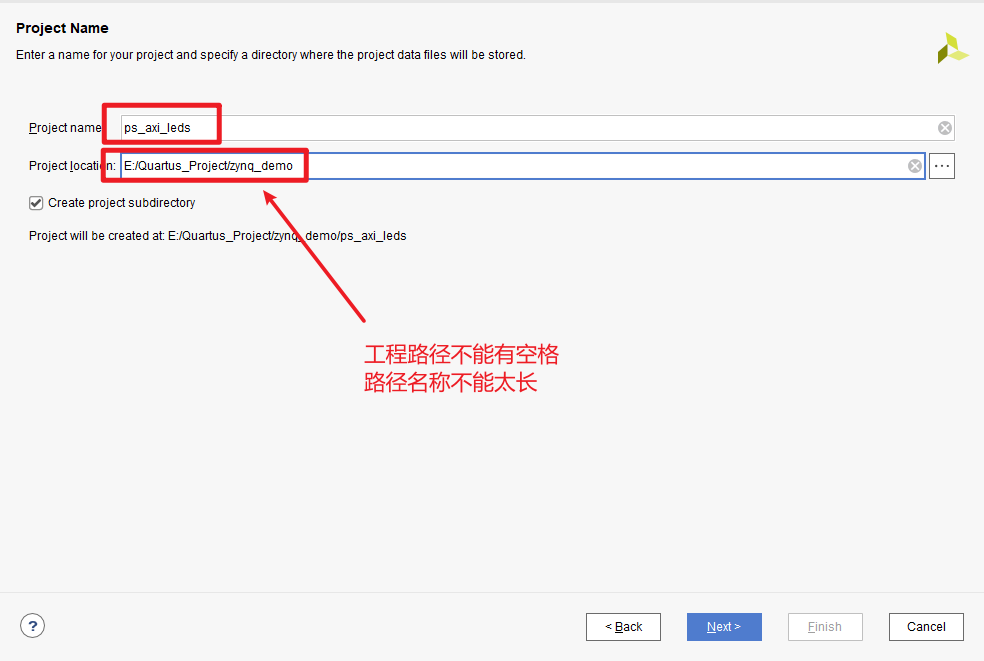 Project Name
Enter a name for your project and specify a directory where the project data files will be stored.
Project name
ps_axi_leds
Project location:
E:/Quartus_Project/zynq_demo
...
Create project subdirectory
Project will be created at: E:/Quartus_Project/zynq_demo/ps_axi_leds
工程路径不能有空格
路径名称不能太长
?
< Back
Next >
Finish
Cancel